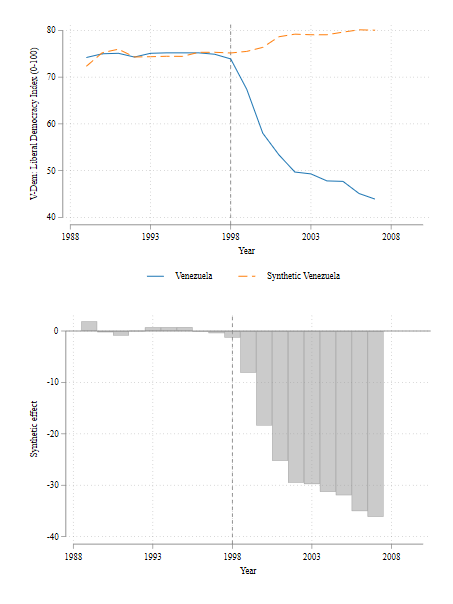 V-Dem: Liberal Democracy Index (0-100)
80
70
60
50
40
1988 1993 1998 2003 2008
Year
Venezuela Synthetic Venezuela
Synthetic effect
0
-10
-20
-30
-40
1988 1993 1998 2003 2008
Year